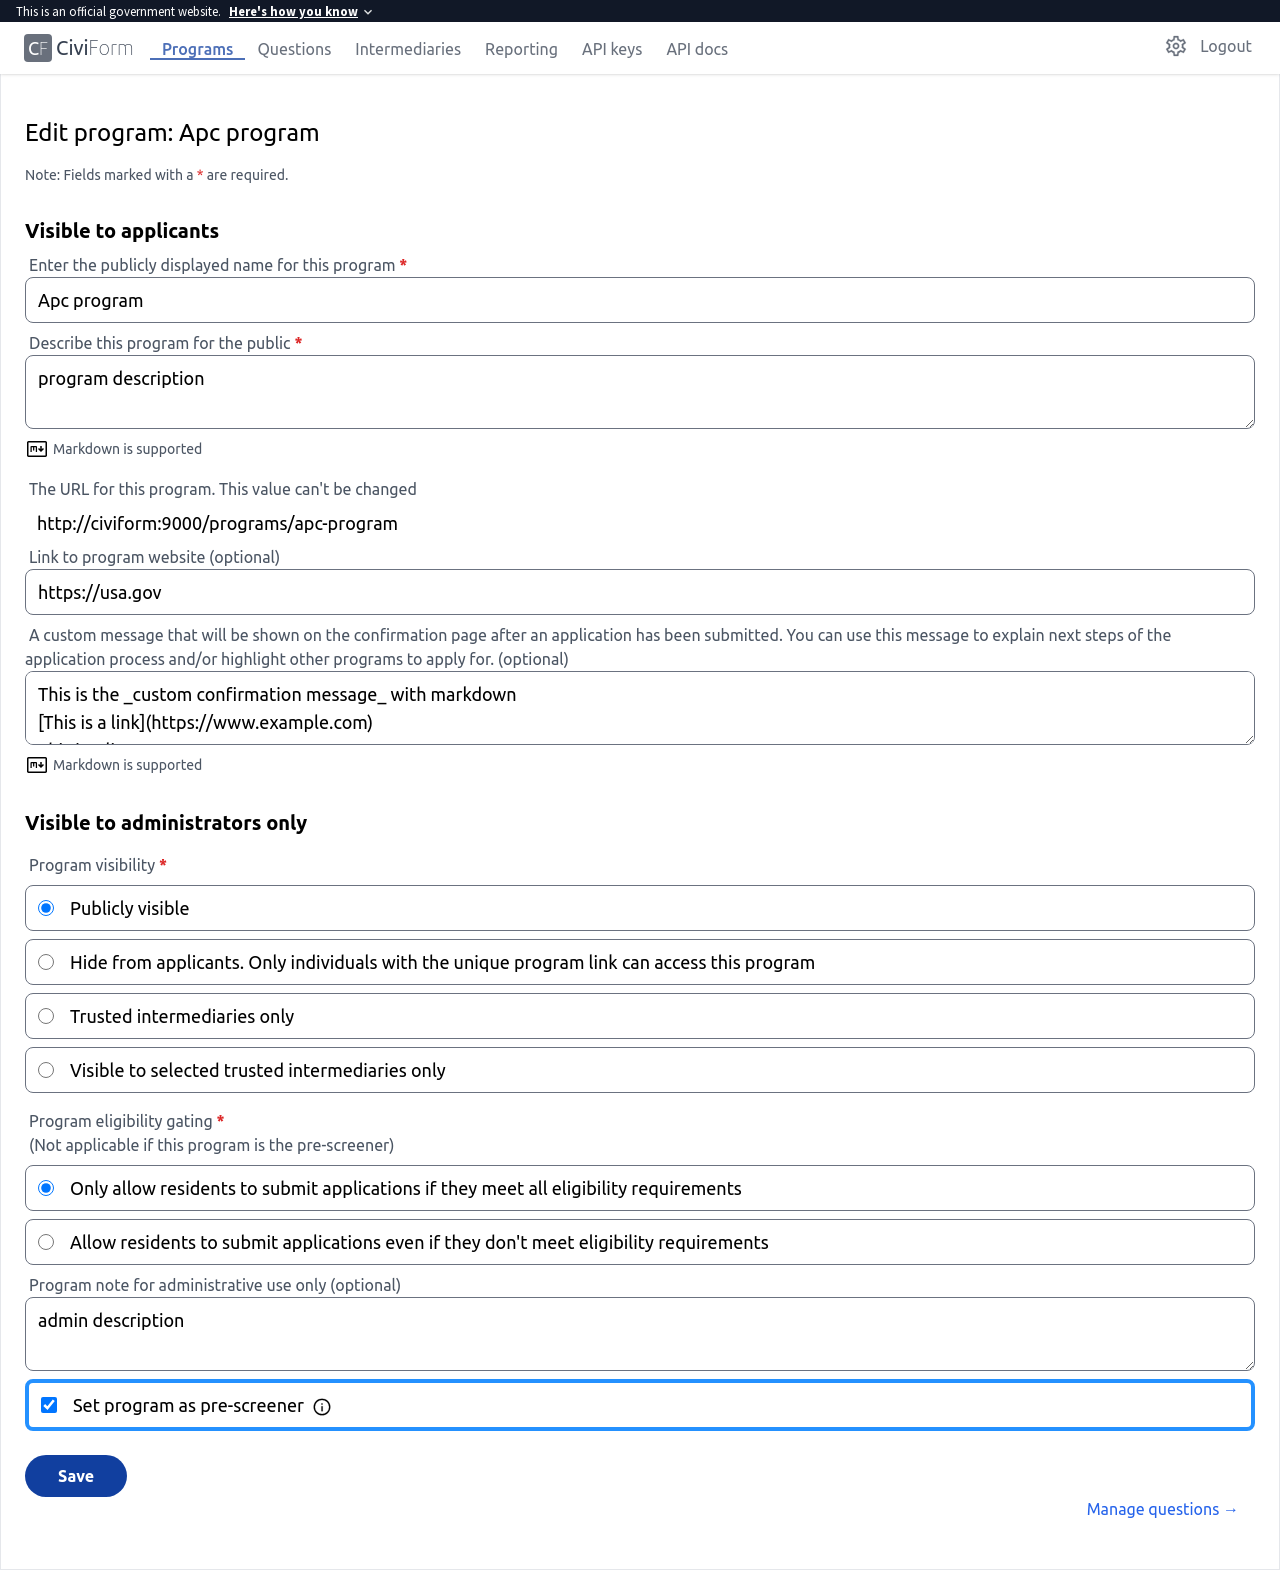 This is an official government website. Here's how you know
CF CiviForm Programs Questions Intermediaries Reporting API keys API docs Logout
Edit program: Apc program
Note: Fields marked with a * are required.
Visible to applicants
Enter the publicly displayed name for this program *
Apc program
Describe this program for the public *
program description
Markdown is supported
The URL for this program. This value can't be changed
http://civiform:9000/programs/apc-program
Link to program website (optional)
https://usa.gov
A custom message that will be shown on the confirmation page after an application has been submitted. You can use this message to explain next steps of the
application process and/or highlight other programs to apply for. (optional)
This is the _custom confirmation message_ with markdown
[This is a link](https://www.example.com)
Markdown is supported
Visible to administrators only
Program visibility *
Publicly visible
Hide from applicants. Only individuals with the unique program link can access this program
Trusted intermediaries only
Visible to selected trusted intermediaries only
Program eligibility gating *
(Not applicable if this program is the pre-screener)
Only allow residents to submit applications if they meet all eligibility requirements
Allow residents to submit applications even if they don't meet eligibility requirements
Program note for administrative use only (optional)
admin description
Set program as pre-screener
Save
Manage questions →